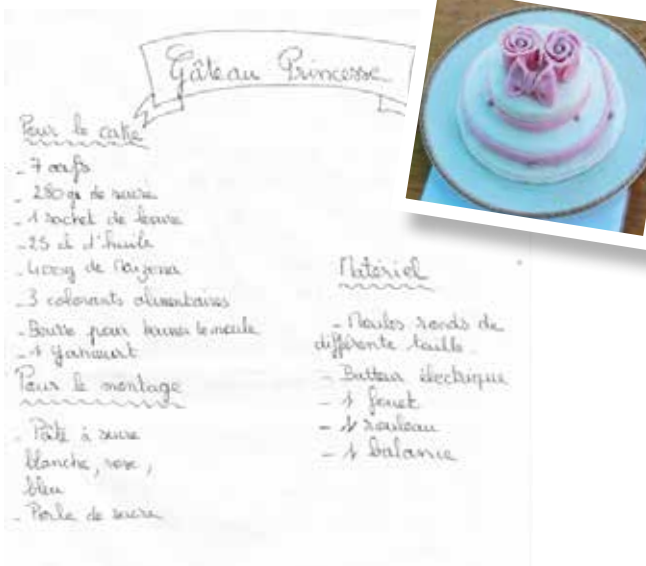 Gâteau Princesse
Pour le cake
- 7 œufs
- 280 gr de sucre
- 1 sachet de levure
- 25 cl d'huile
- 400g de Maïzena
- 3 colorants alimentaires
- Beurre pour beurrer le moule
- 1 yahourt
Pour le montage
- Pâte à sucre
blanche, rose,
bleu
- Perle de sucre
Matériel
- Moules ronds de
différente taille
- Batteur électrique
- 1 fouet
- 1 rouleau
- 1 balance